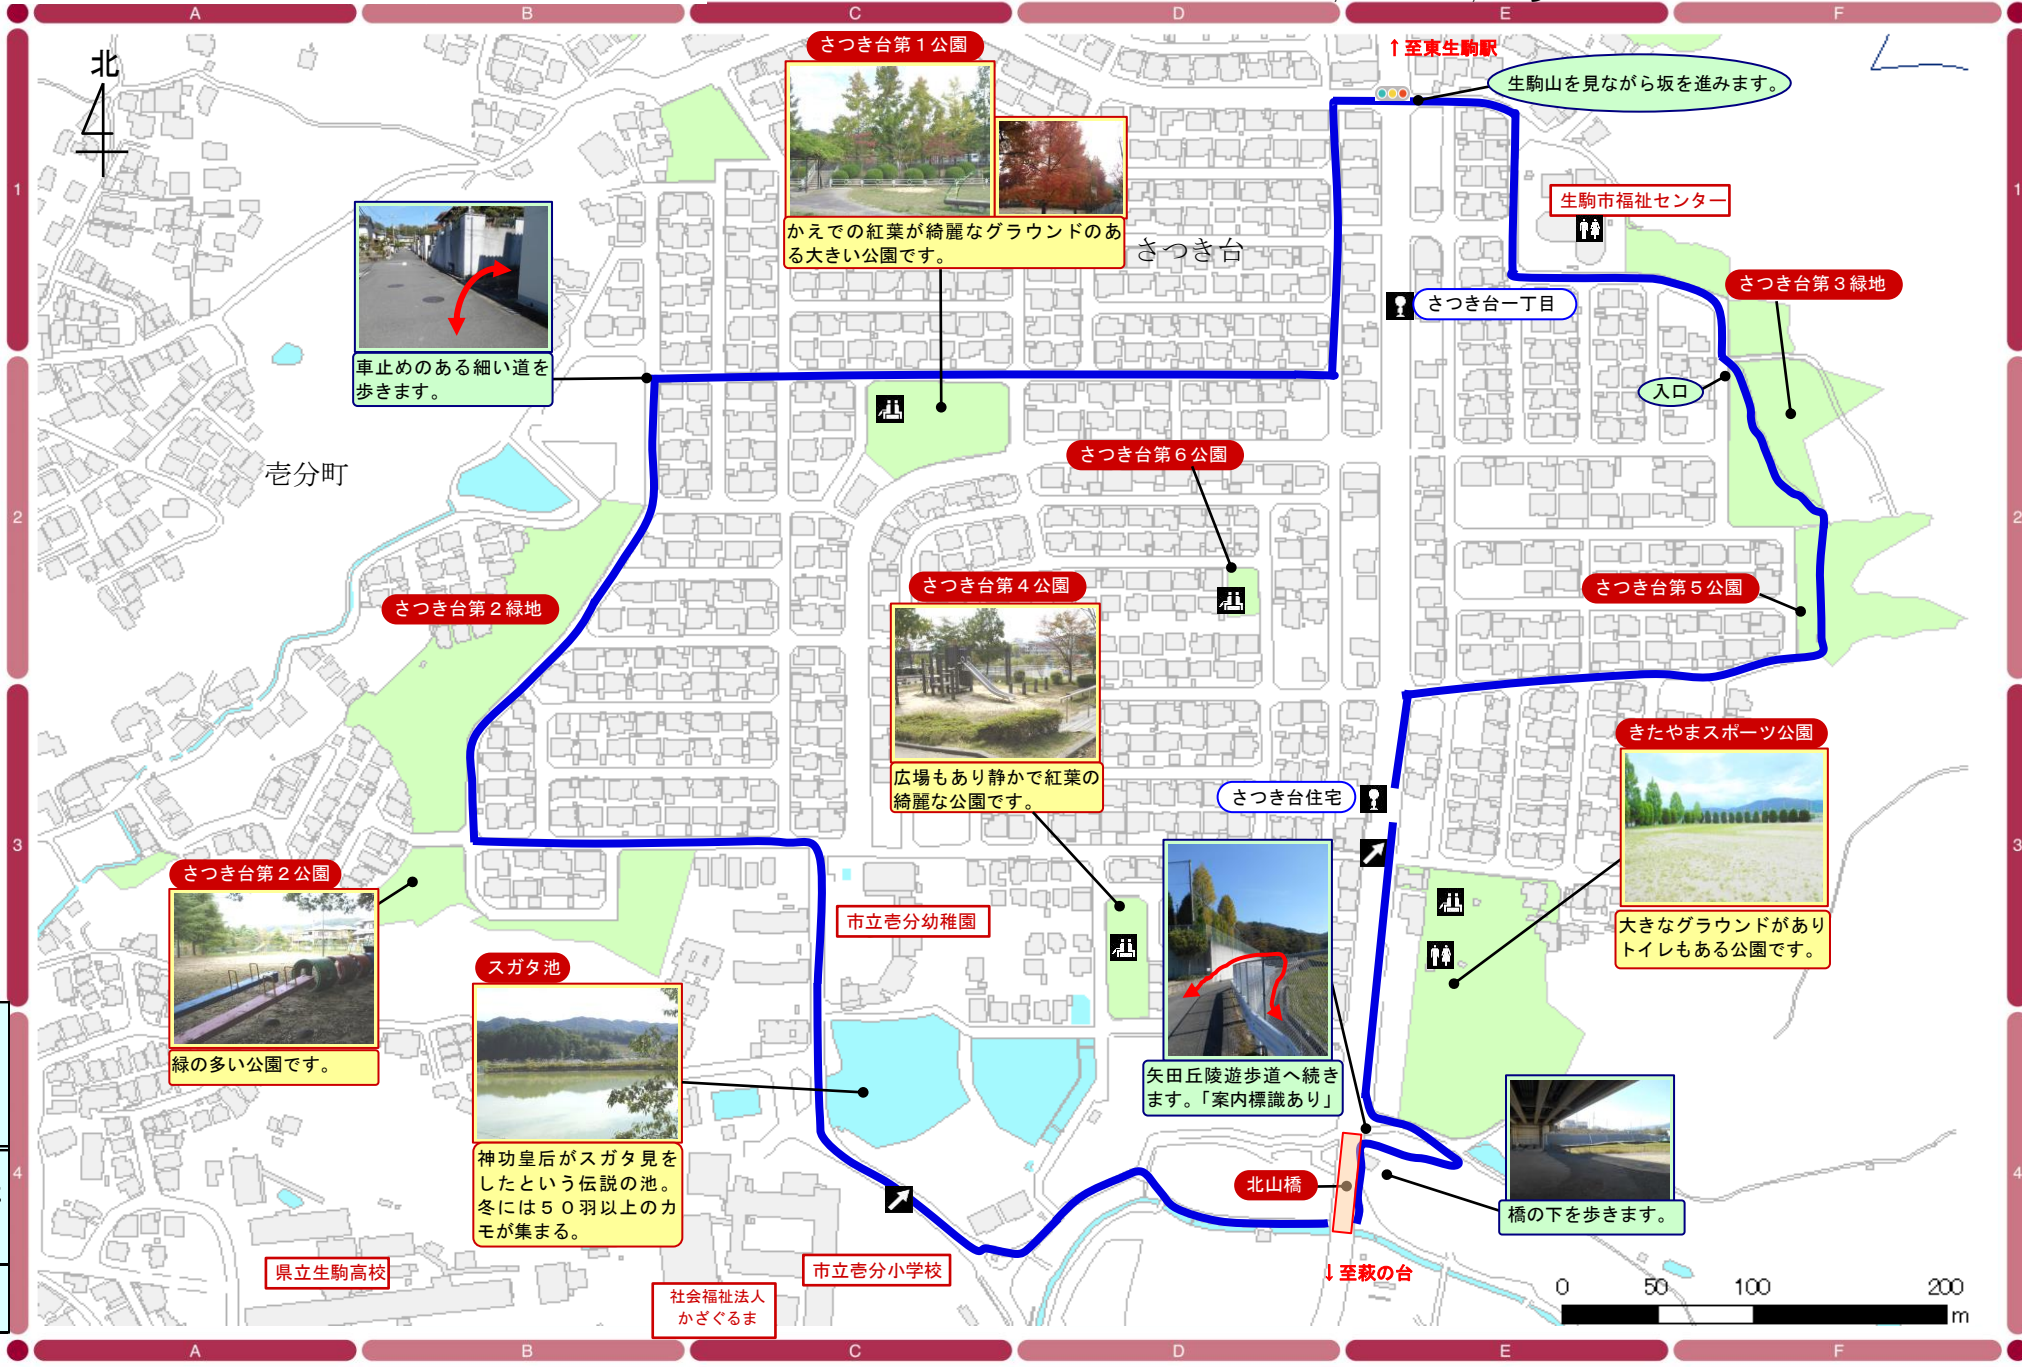 A B C D E F
↑至東生駒駅
さつき台第１公園
北
生駒山を見ながら坂を進みます。
1 1
生駒市福祉センター
かえでの紅葉が綺麗なグラウンドのあ
る大きい公園です。
さつき台
さつき台第３緑地
さつき台一丁目
車止めのある細い道を
歩きます。
入口
さつき台第６公園
壱分町
2 2
さつき台第４公園
さつき台第５公園
さつき台第２緑地
きたやまスポーツ公園
広場もあり静かで紅葉の
綺麗な公園です。
さつき台住宅
3 3
さつき台第２公園
市立壱分幼稚園
大きなグラウンドがあり
トイレもある公園です。
スガタ池
緑の多い公園です。
矢田丘陵遊歩道へ続き
ます。「案内標識あり」
神功皇后がスガタ見を
したという伝説の池。
冬には５０羽以上のカ
モが集まる。
4 4
北山橋
橋の下を歩きます。
県立生駒高校
市立壱分小学校
↓至萩の台
社会福祉法人
かざぐるま
0 50 100 200
m
A B C D E F